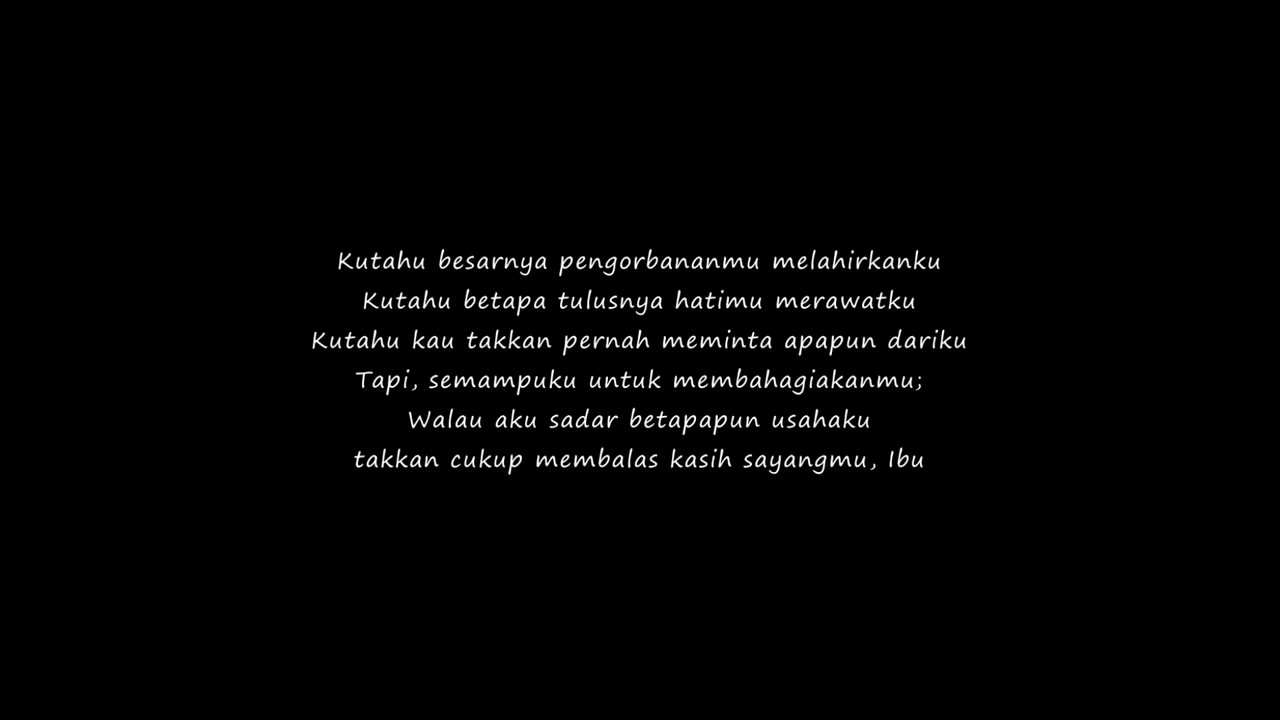 Kutahu besarnya pengorbananmu melahirkanku
Kutahu betapa tulusnya hatimu merawatku
Kutahu kau takkan pernah meminta apapun dariku
Tapi, semampuku untuk membahagiakanmu;
Walau aku sadar betapapun usahaku
takkan cukup membalas kasih sayangmu, Ibu